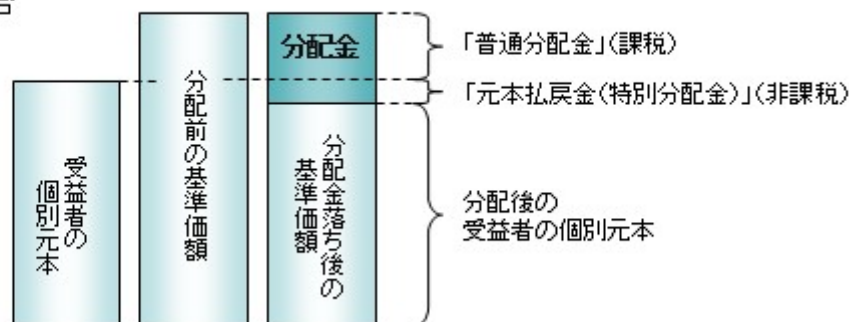 受益者の
個別元本
分配前の基準価額
分配金
分配金落ち後の
基準価額
「普通分配金」(課税)
「元本払戻金(特別分配金)」(非課税)
分配後の
受益者の個別元本